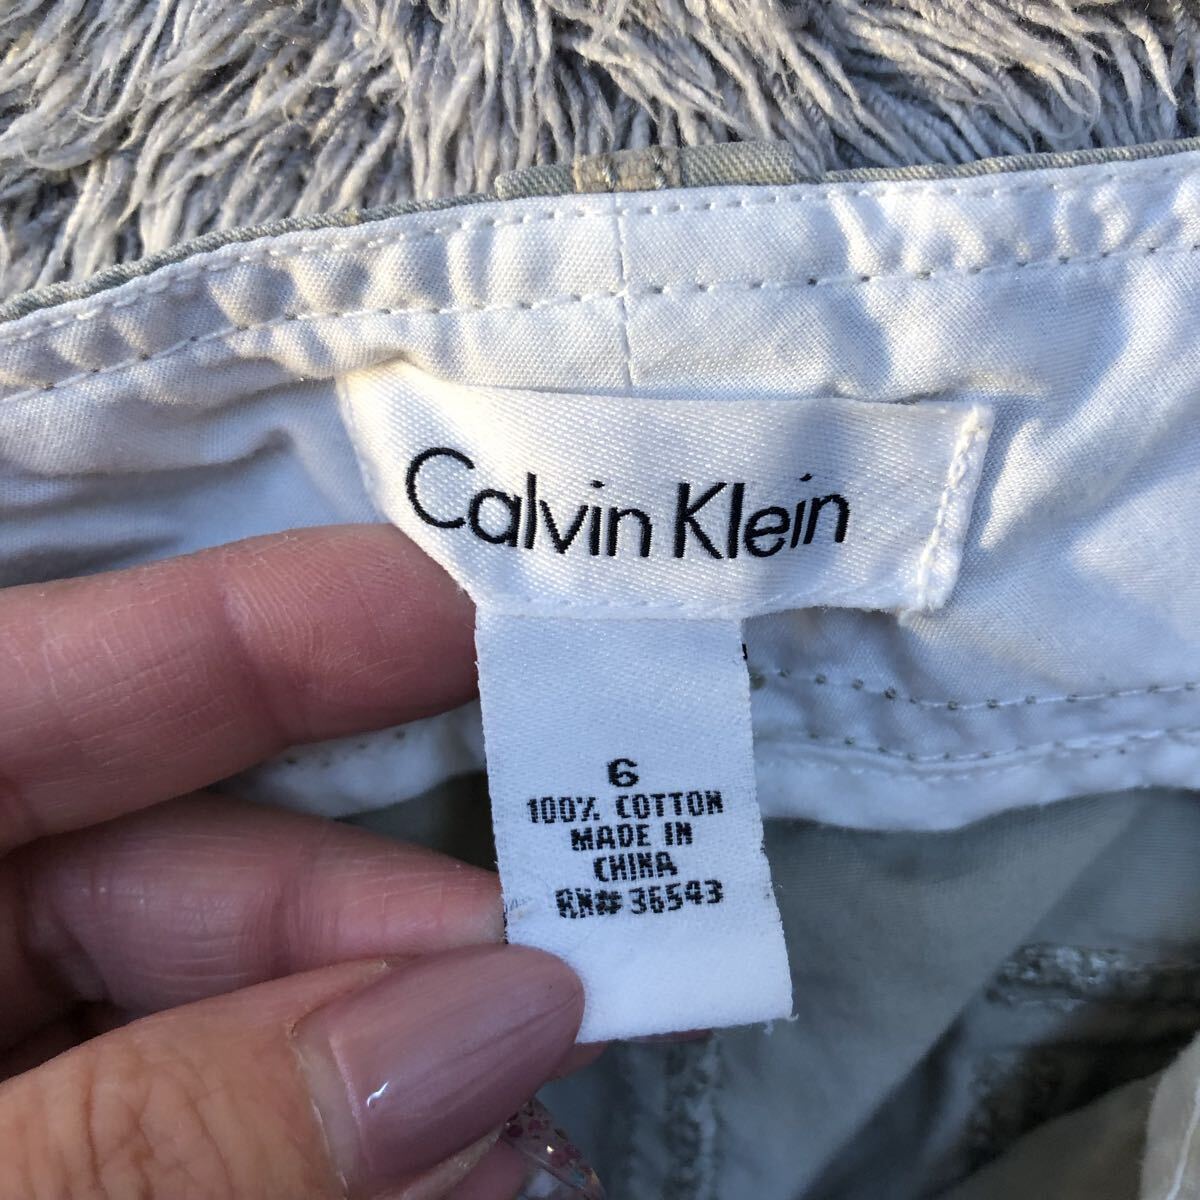 Calvin Klein
6
100% COTTON
MADE IN
CHINA
RN# 36543